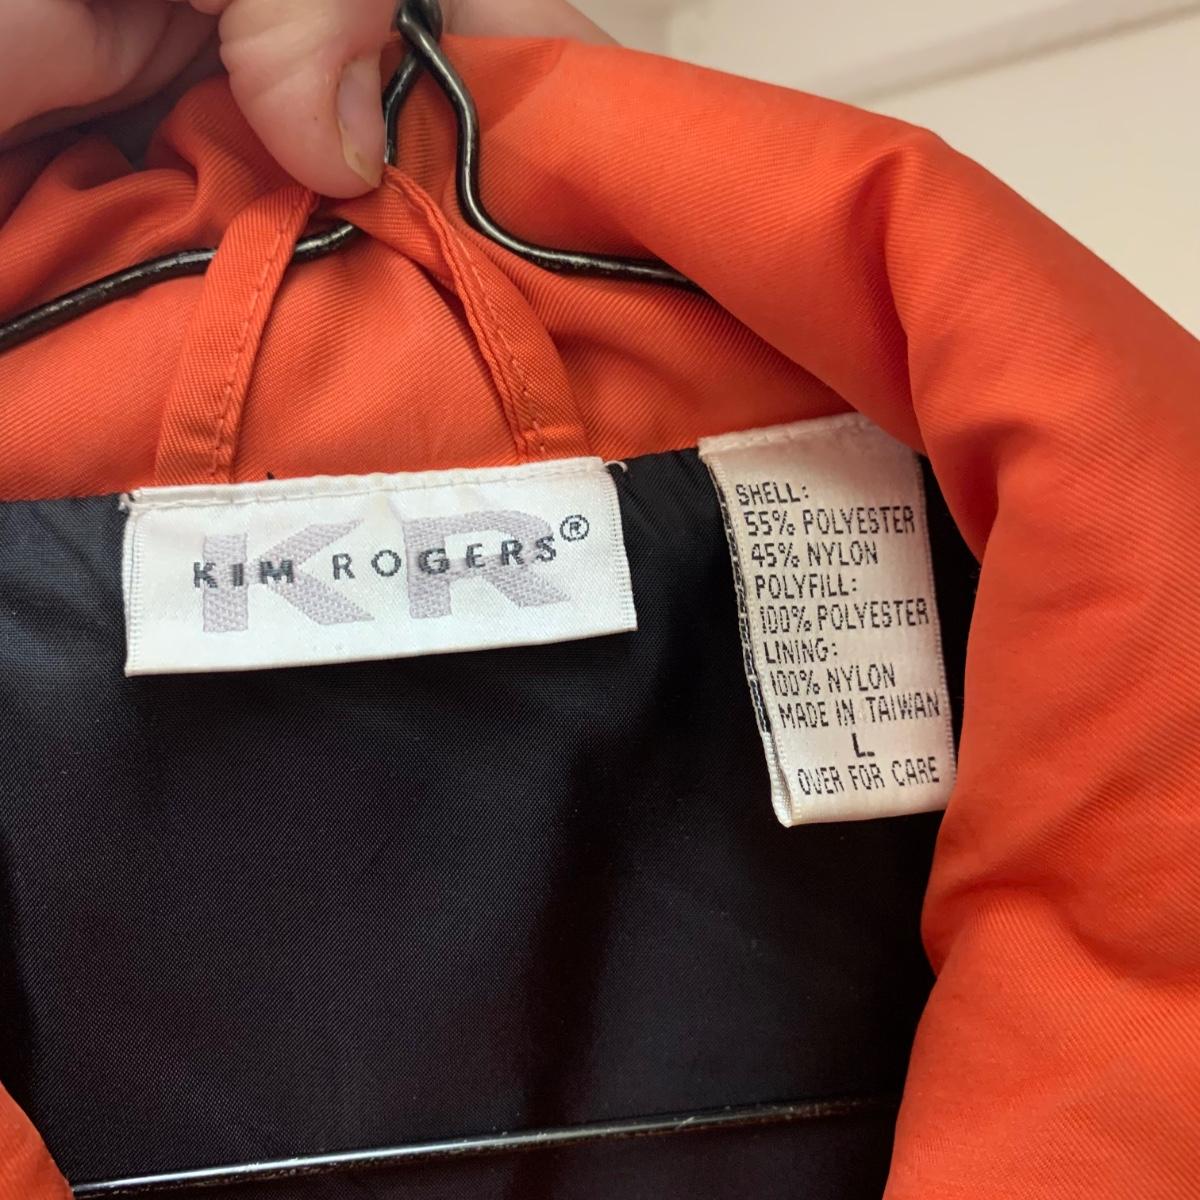 KR
KIM ROGERS®
SHELL:
55% POLYESTER
45% NYLON
POLYFILL:
100% POLYESTER
LINING:
100% NYLON
MADE IN TAIWAN
L
OVER FOR CARE